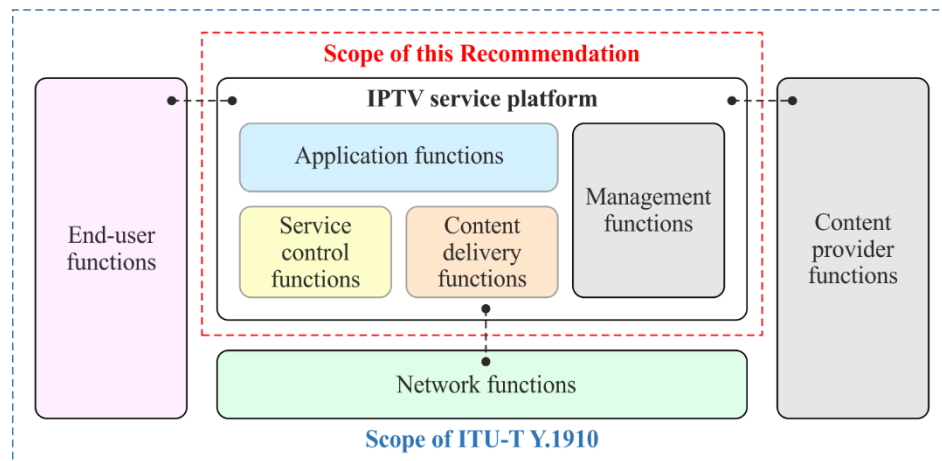 Scope of this Recommendation
IPTV service platform
Application functions
Management
functions
Service
control
functions
Content
delivery
functions
End-user
functions
Content
provider
functions
Network functions
Scope of ITU-T Y.1910